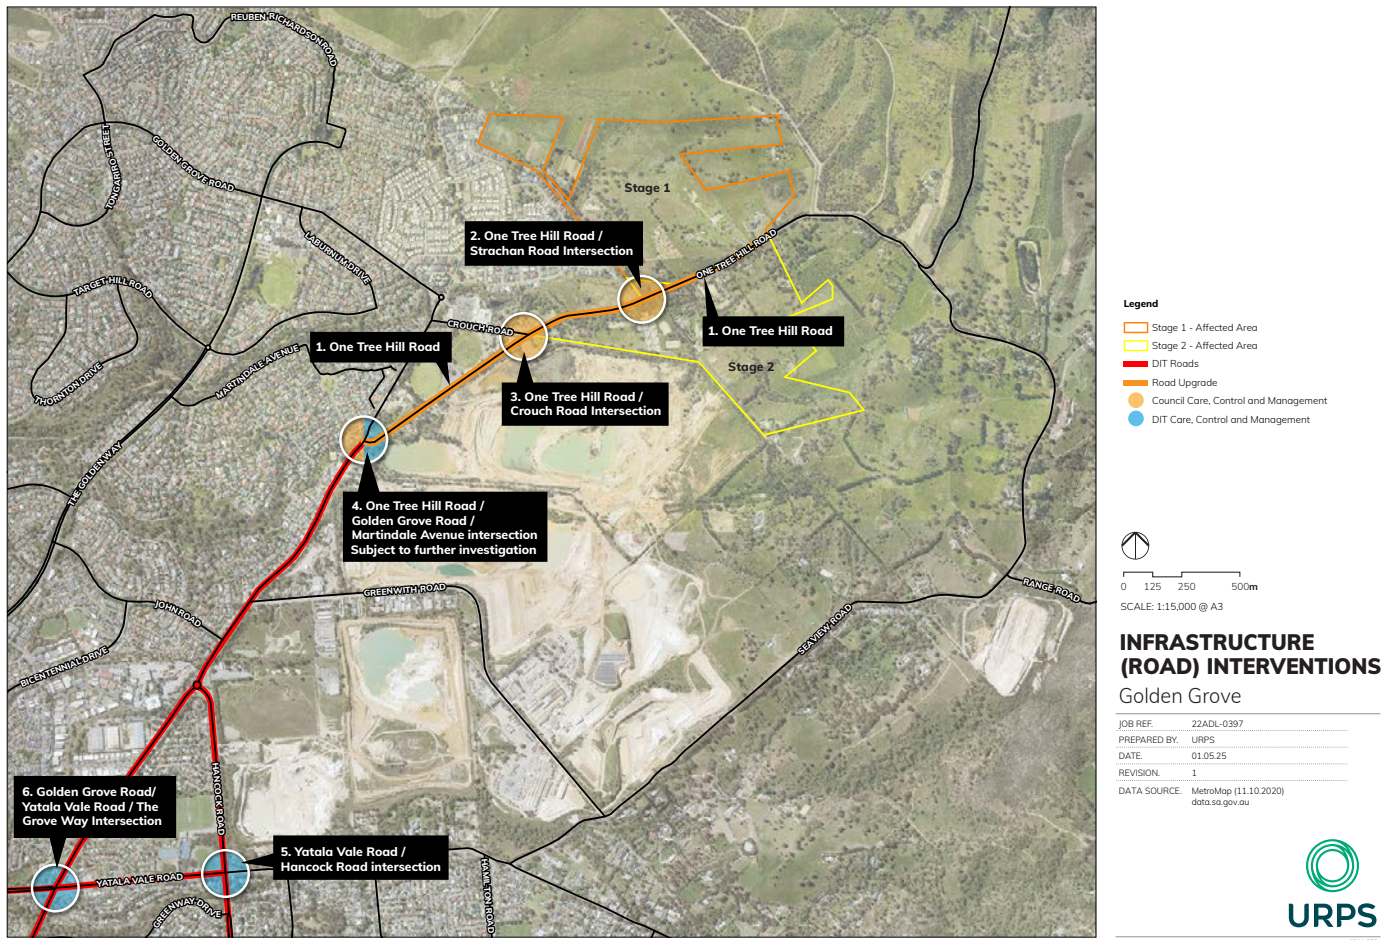 REUBEN RICHARDSON ROAD
GOLDEN GROVE ROAD
TONGARIRI STREET
LABURNUM DRIVE
TARGET HILL ROAD
THORNTON DRIVE
MARTINDALE AVENUE
THE GOLDEN WAY
CROUCH ROAD
ONE TREE HILL ROAD
Stage 1
Stage 2
2. One Tree Hill Road /
Strachan Road Intersection
1. One Tree Hill Road
1. One Tree Hill Road
3. One Tree Hill Road /
Crouch Road Intersection
4. One Tree Hill Road /
Golden Grove Road /
Martindale Avenue intersection
Subject to further investigation
GREENWITH ROAD
JOHN ROAD
BICENTENNIAL DRIVE
SEAVIEW ROAD
RANGE ROAD
HANCOCK ROAD
6. Golden Grove Road/
Yatala Vale Road / The
Grove Way Intersection
5. Yatala Vale Road /
Hancock Road intersection
YATALA VALE ROAD
GREENWAY DRIVE
HAMILTON ROAD
Legend
Stage 1 - Affected Area
Stage 2 - Affected Area
DIT Roads
Road Upgrade
Council Care, Control and Management
DIT Care, Control and Management
0 125 250 500m
SCALE: 1:15,000 @ A3
INFRASTRUCTURE
(ROAD) INTERVENTIONS
Golden Grove
JOB REF. 22ADL-0397
PREPARED BY. URPS
DATE. 01.05.25
REVISION. 1
DATA SOURCE. MetroMap (11.10.2020)
data.sa.gov.au
URPS